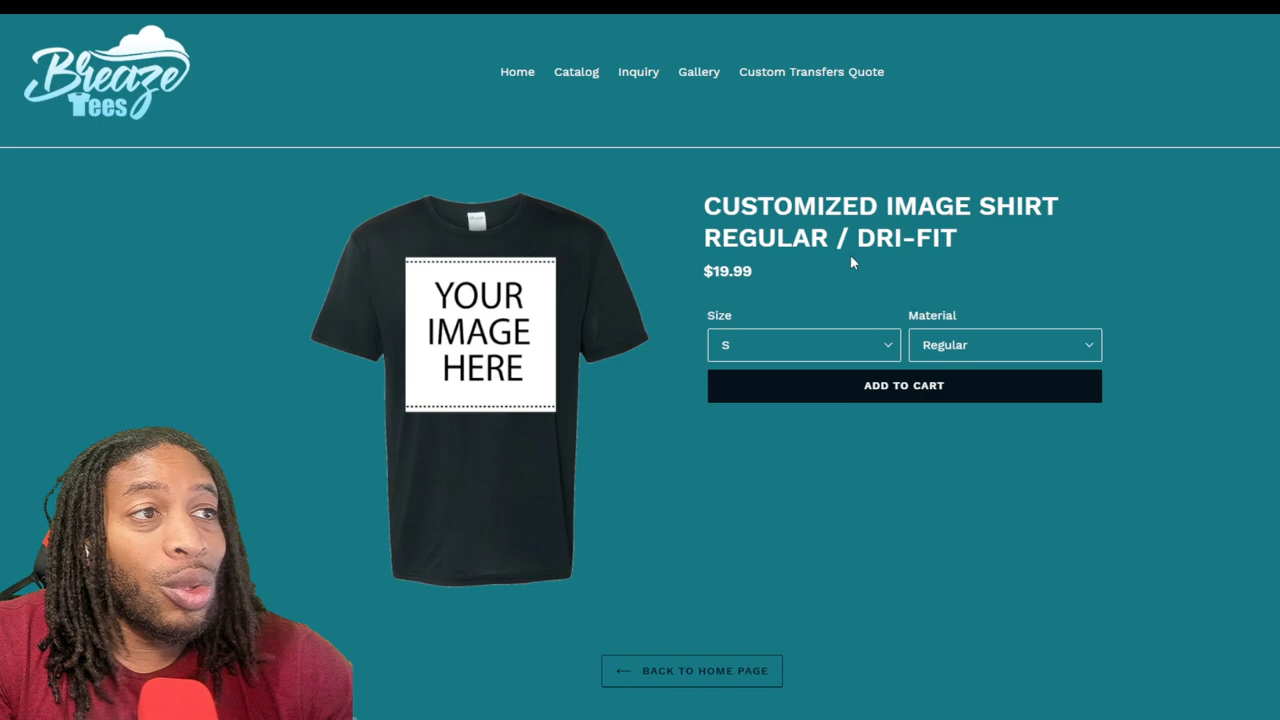 Breaze
Tees
Home Catalog Inquiry Gallery Custom Transfers Quote
CUSTOMIZED IMAGE SHIRT
REGULAR / DRI-FIT
$19.99
YOUR
IMAGE
HERE
Size Material
S Regular
ADD TO CART
BACK TO HOME PAGE